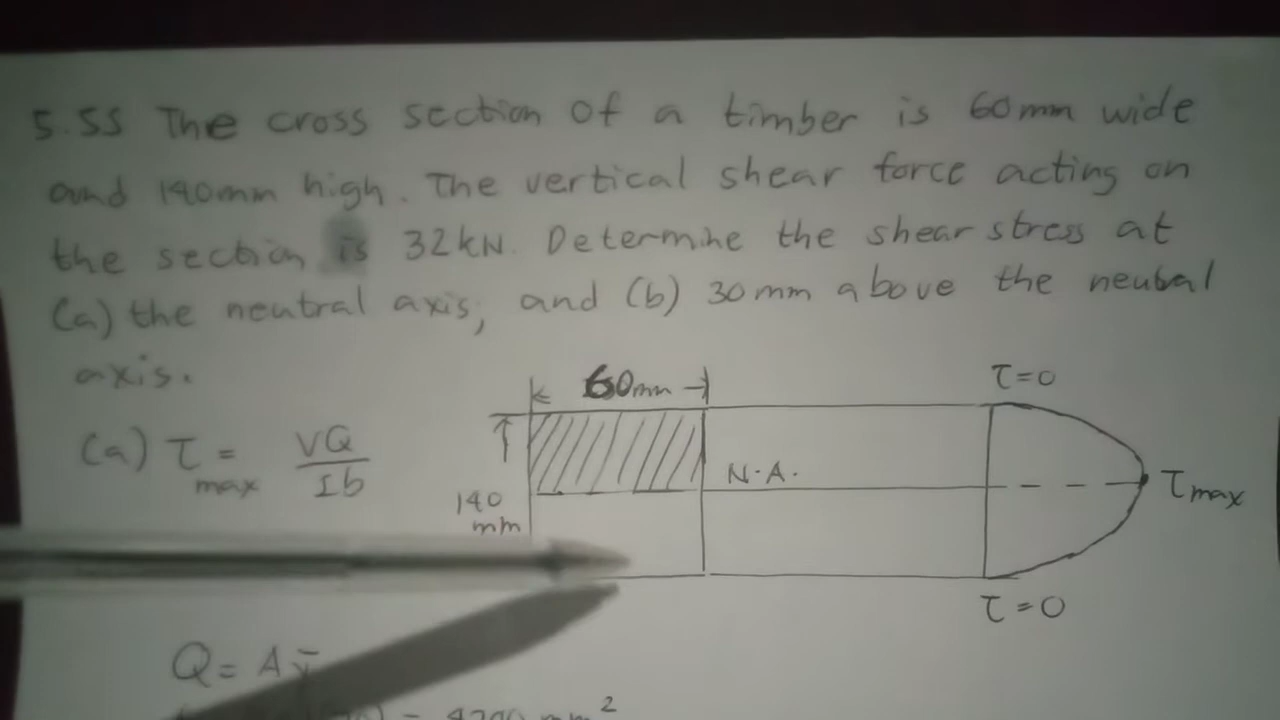 5.55 The cross section of a timber is 60mm wide
and 140mm high. The vertical shear force acting on
the section is 32kN. Determine the shear stress at
(a) the neutral axis, and (b) 30mm above the neutral
axis.
60mm
τ=0
(a) τmax = VQ/Ib
N.A.
τmax
140
mm
τ=0
Q= Aȳ
= 4200 mm²